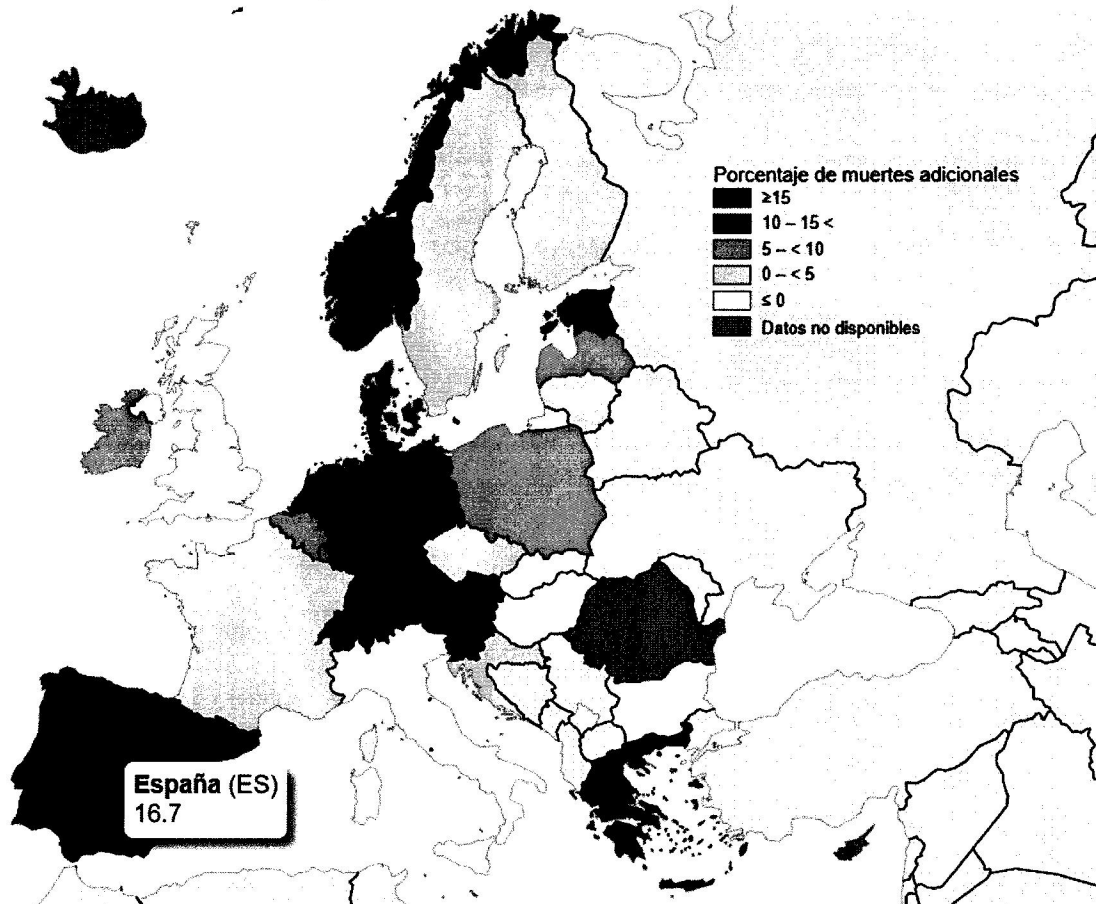 Porcentaje de muertes adicionales
≥15
10 – 15 <
5 – < 10
0 – < 5
≤ 0
Datos no disponibles
España (ES)
16.7